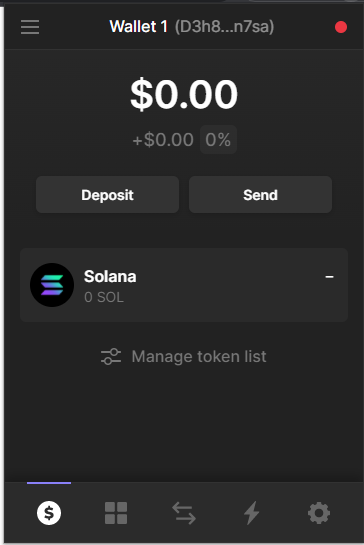 Wallet 1 (D3h8...n7sa)
$0.00
+$0.00 0%
Deposit Send
Solana –
0 SOL
Manage token list
$